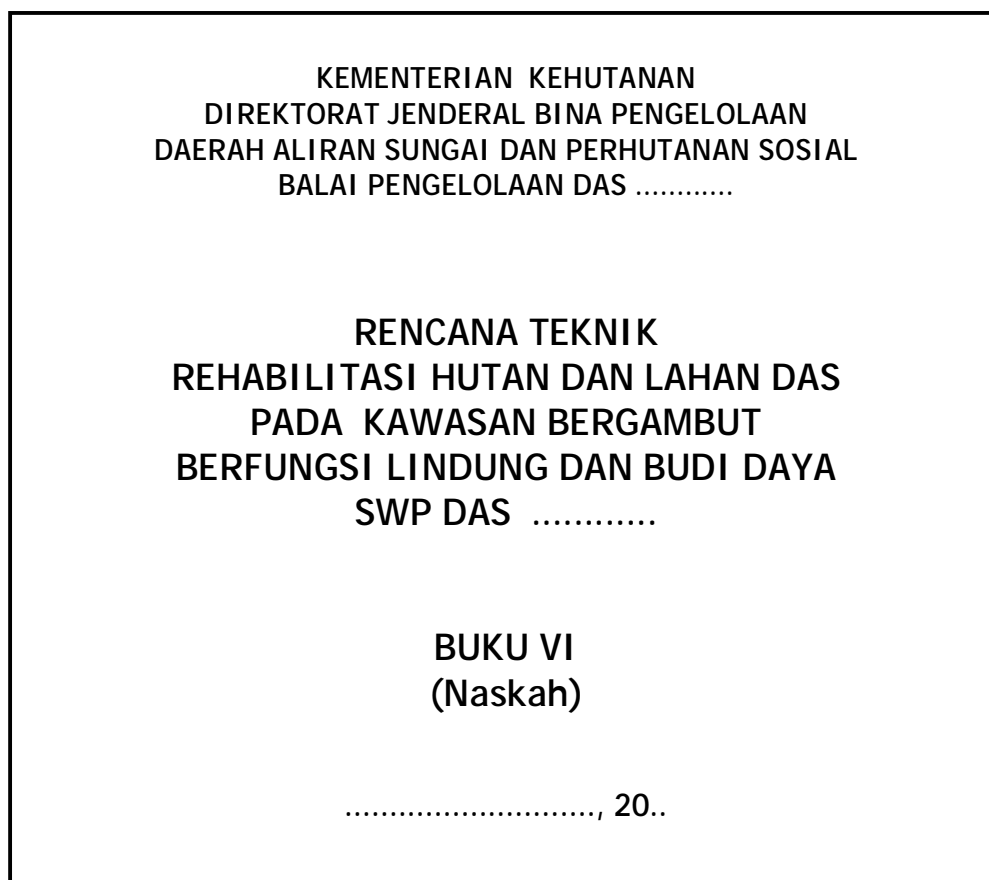 KEMENTERIAN KEHUTANAN
DIREKTORAT JENDERAL BINA PENGELOLAAN
DAERAH ALIRAN SUNGAI DAN PERHUTANAN SOSIAL
BALAI PENGELOLAAN DAS ............
RENCANA TEKNIK
REHABILITASI HUTAN DAN LAHAN DAS
PADA KAWASAN BERGAMBUT
BERFUNGSI LINDUNG DAN BUDI DAYA
SWP DAS ............
BUKU VI
(Naskah)
............................, 20..